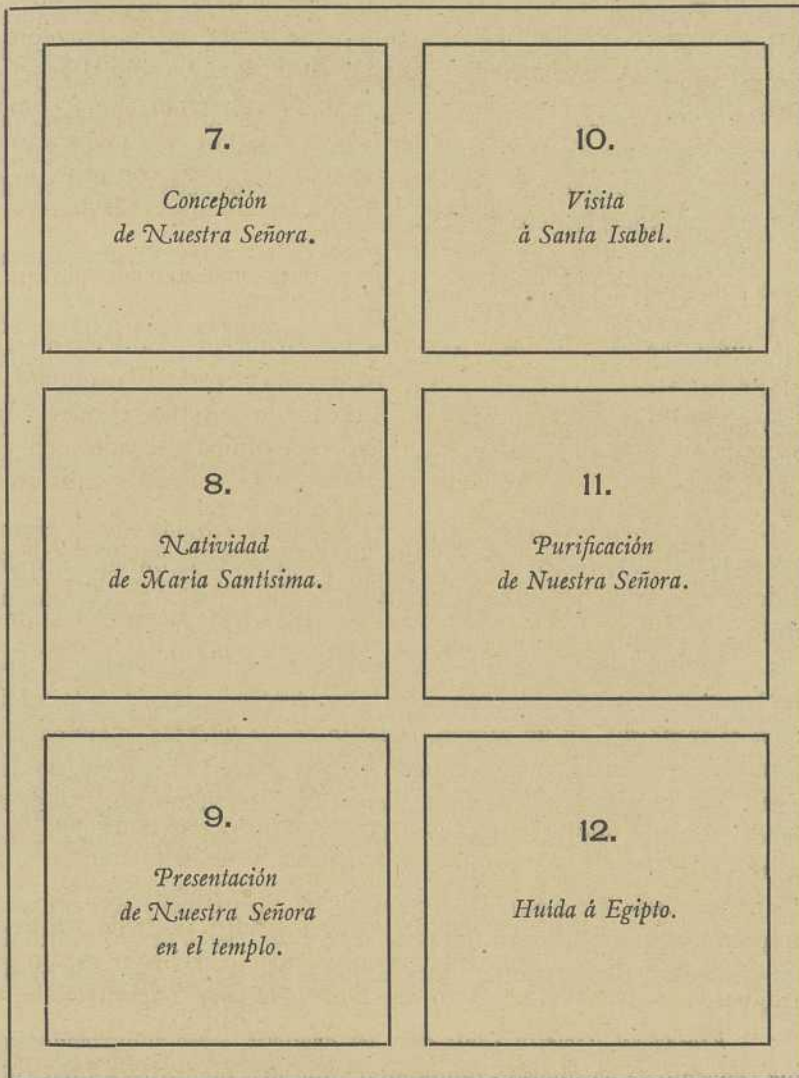 7.
Concepción
de Nuestra Señora.
8.
Natividad
de María Santísima.
9.
Presentación
de Nuestra Señora
en el templo.
10.
Visita
á Santa Isabel.
11.
Purificación
de Nuestra Señora.
12.
Huída á Egipto.